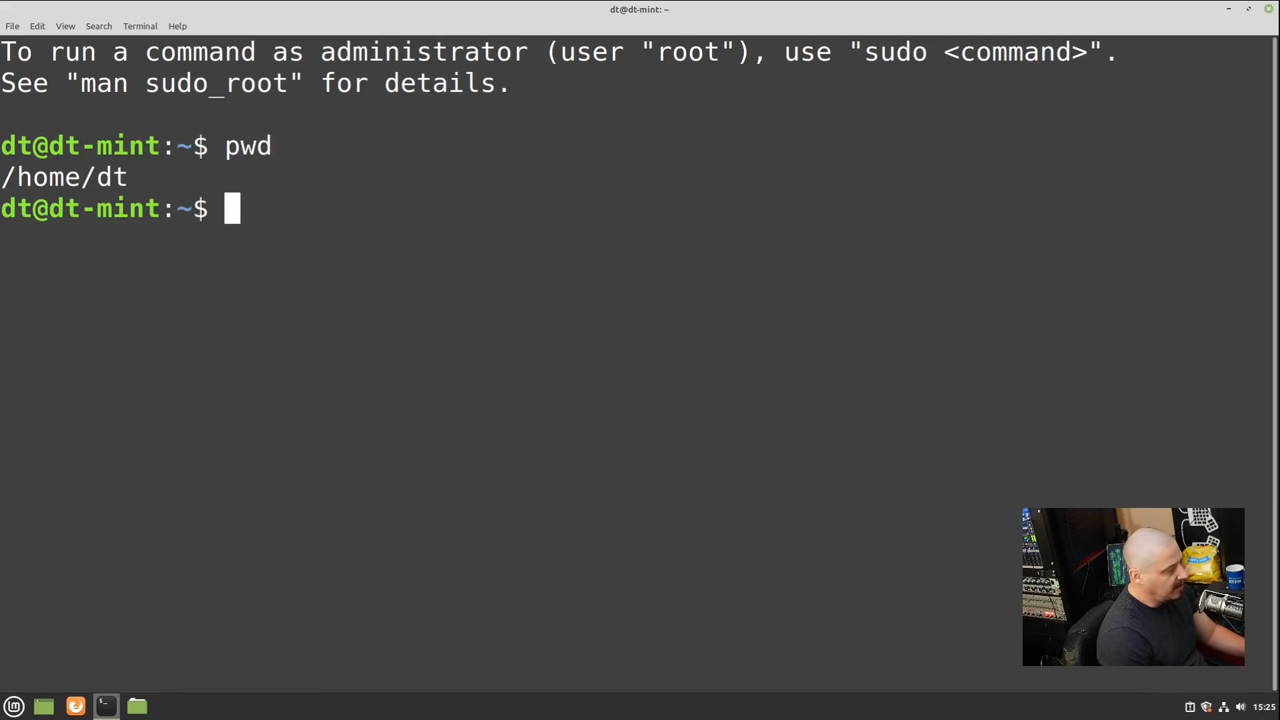 dt@dt-mint: ~
File Edit View Search Terminal Help
To run a command as administrator (user "root"), use "sudo <command>".
See "man sudo_root" for details.
dt@dt-mint:~$ pwd
/home/dt
dt@dt-mint:~$
15:25